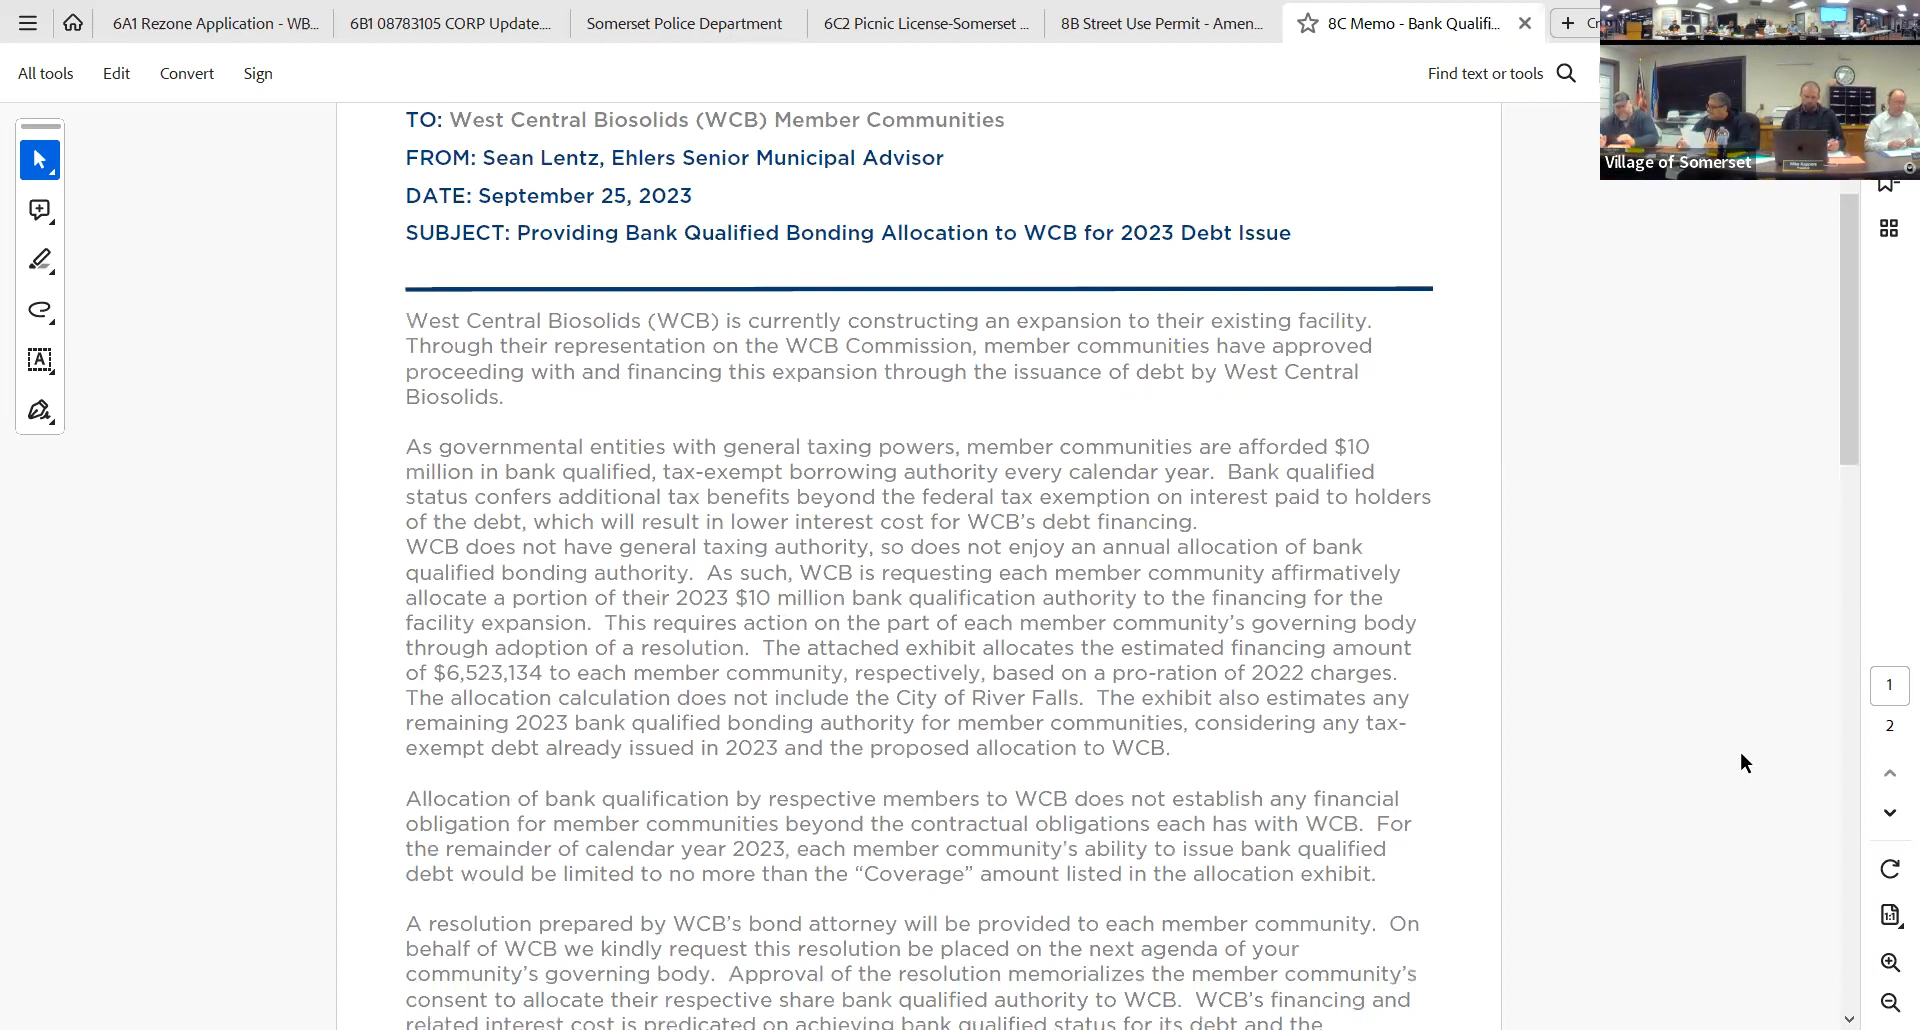 6A1 Rezone Application - WB...
6B1 08783105 CORP Update....
Somerset Police Department
6C2 Picnic License-Somerset ...
8B Street Use Permit - Amen...
8C Memo - Bank Qualifi...
All tools
Edit
Convert
Sign
Find text or tools
Village of Somerset
TO: West Central Biosolids (WCB) Member Communities
FROM: Sean Lentz, Ehlers Senior Municipal Advisor
DATE: September 25, 2023
SUBJECT: Providing Bank Qualified Bonding Allocation to WCB for 2023 Debt Issue
West Central Biosolids (WCB) is currently constructing an expansion to their existing facility.
Through their representation on the WCB Commission, member communities have approved
proceeding with and financing this expansion through the issuance of debt by West Central
Biosolids.
As governmental entities with general taxing powers, member communities are afforded $10
million in bank qualified, tax-exempt borrowing authority every calendar year. Bank qualified
status confers additional tax benefits beyond the federal tax exemption on interest paid to holders
of the debt, which will result in lower interest cost for WCB’s debt financing.
WCB does not have general taxing authority, so does not enjoy an annual allocation of bank
qualified bonding authority. As such, WCB is requesting each member community affirmatively
allocate a portion of their 2023 $10 million bank qualification authority to the financing for the
facility expansion. This requires action on the part of each member community’s governing body
through adoption of a resolution. The attached exhibit allocates the estimated financing amount
of $6,523,134 to each member community, respectively, based on a pro-ration of 2022 charges.
The allocation calculation does not include the City of River Falls. The exhibit also estimates any
remaining 2023 bank qualified bonding authority for member communities, considering any tax-
exempt debt already issued in 2023 and the proposed allocation to WCB.
Allocation of bank qualification by respective members to WCB does not establish any financial
obligation for member communities beyond the contractual obligations each has with WCB. For
the remainder of calendar year 2023, each member community’s ability to issue bank qualified
debt would be limited to no more than the “Coverage” amount listed in the allocation exhibit.
A resolution prepared by WCB’s bond attorney will be provided to each member community. On
behalf of WCB we kindly request this resolution be placed on the next agenda of your
community’s governing body. Approval of the resolution memorializes the member community’s
consent to allocate their respective share bank qualified authority to WCB. WCB’s financing and
related interest cost is predicated on achieving bank qualified status for its debt and the
1
2